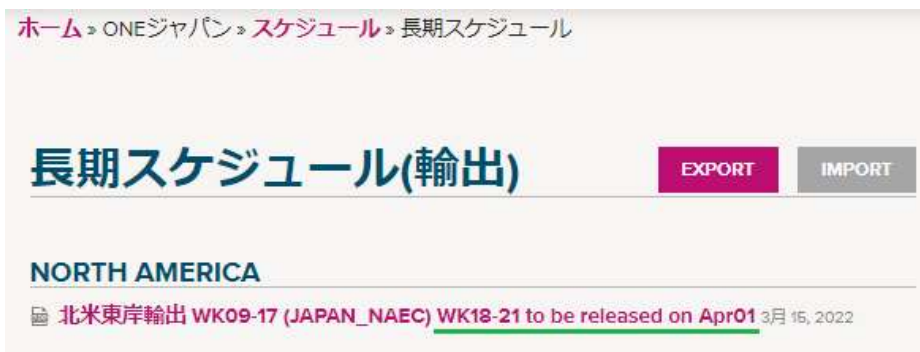 ホーム » ONEジャパン » スケジュール » 長期スケジュール
長期スケジュール(輸出)
EXPORT
IMPORT
NORTH AMERICA
北米東岸輸出 WK09-17 (JAPAN_NAEC) WK18-21 to be released on Apr01 3月 15, 2022